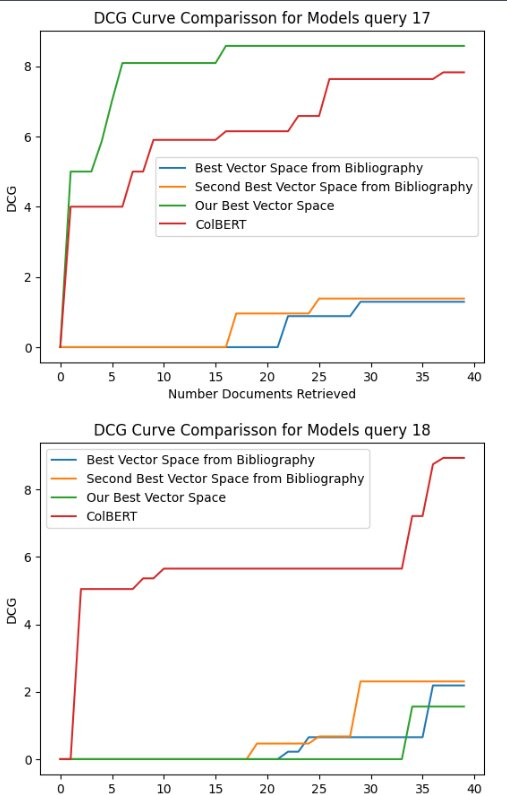 DCG Curve Comparisson for Models query 17
8
6
4
2
0
DCG
Best Vector Space from Bibliography
Second Best Vector Space from Bibliography
Our Best Vector Space
ColBERT
0 5 10 15 20 25 30 35 40
Number Documents Retrieved
DCG Curve Comparisson for Models query 18
8
6
4
2
0
DCG
Best Vector Space from Bibliography
Second Best Vector Space from Bibliography
Our Best Vector Space
ColBERT
0 5 10 15 20 25 30 35 40